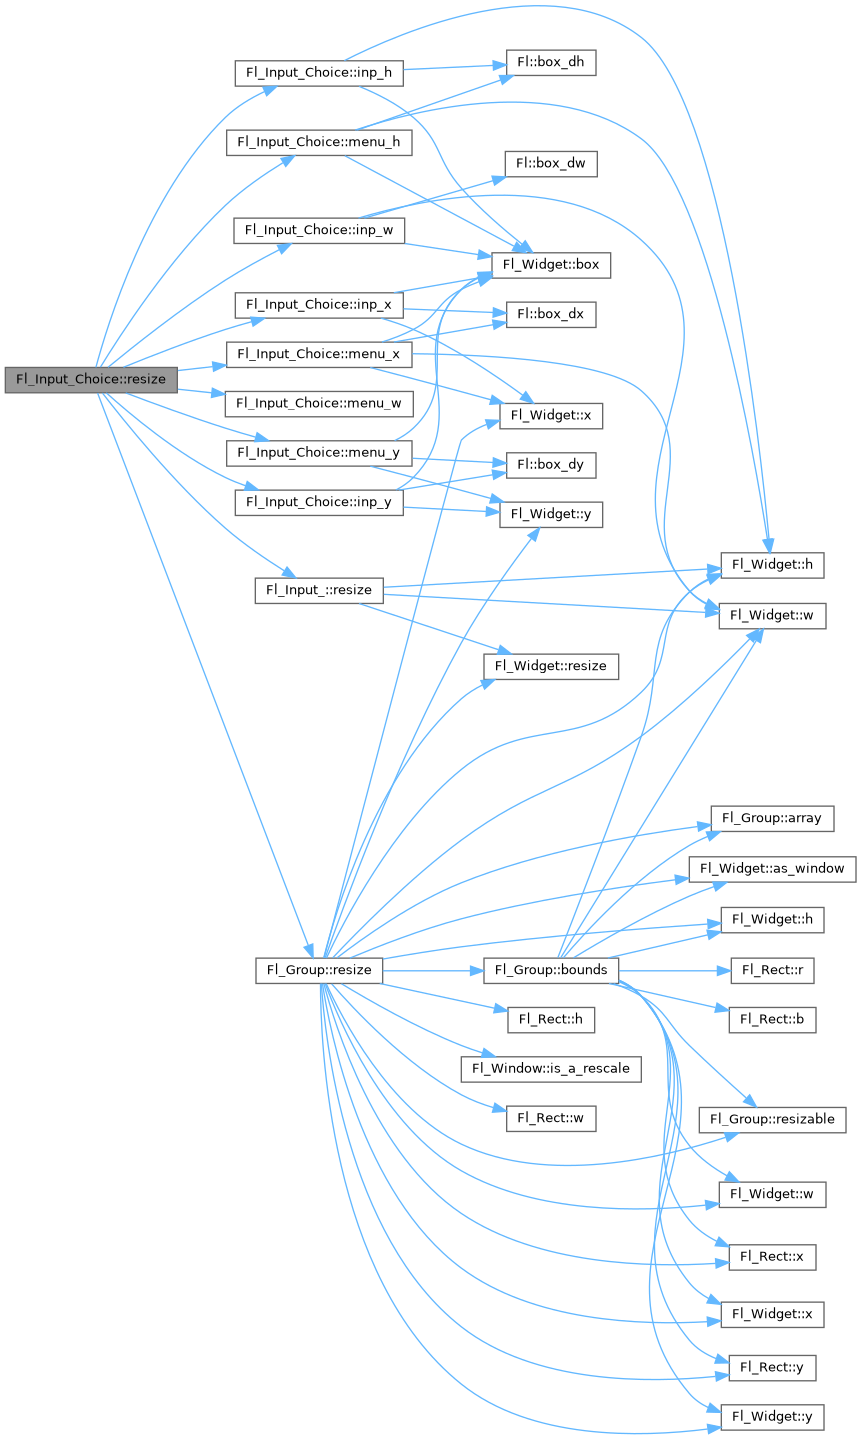 Fl_Input_Choice::inp_h
Fl::box_dh
Fl_Input_Choice::menu_h
Fl::box_dw
Fl_Input_Choice::inp_w
Fl_Widget::box
Fl_Input_Choice::inp_x
Fl::box_dx
Fl_Input_Choice::menu_x
Fl_Input_Choice::resize
Fl_Input_Choice::menu_w
Fl_Widget::x
Fl_Input_Choice::menu_y
Fl::box_dy
Fl_Input_Choice::inp_y
Fl_Widget::y
Fl_Widget::h
Fl_Input_::resize
Fl_Widget::w
Fl_Widget::resize
Fl_Group::array
Fl_Widget::as_window
Fl_Widget::h
Fl_Group::resize
Fl_Group::bounds
Fl_Rect::r
Fl_Rect::h
Fl_Rect::b
Fl_Window::is_a_rescale
Fl_Rect::w
Fl_Group::resizable
Fl_Widget::w
Fl_Rect::x
Fl_Widget::x
Fl_Rect::y
Fl_Widget::y